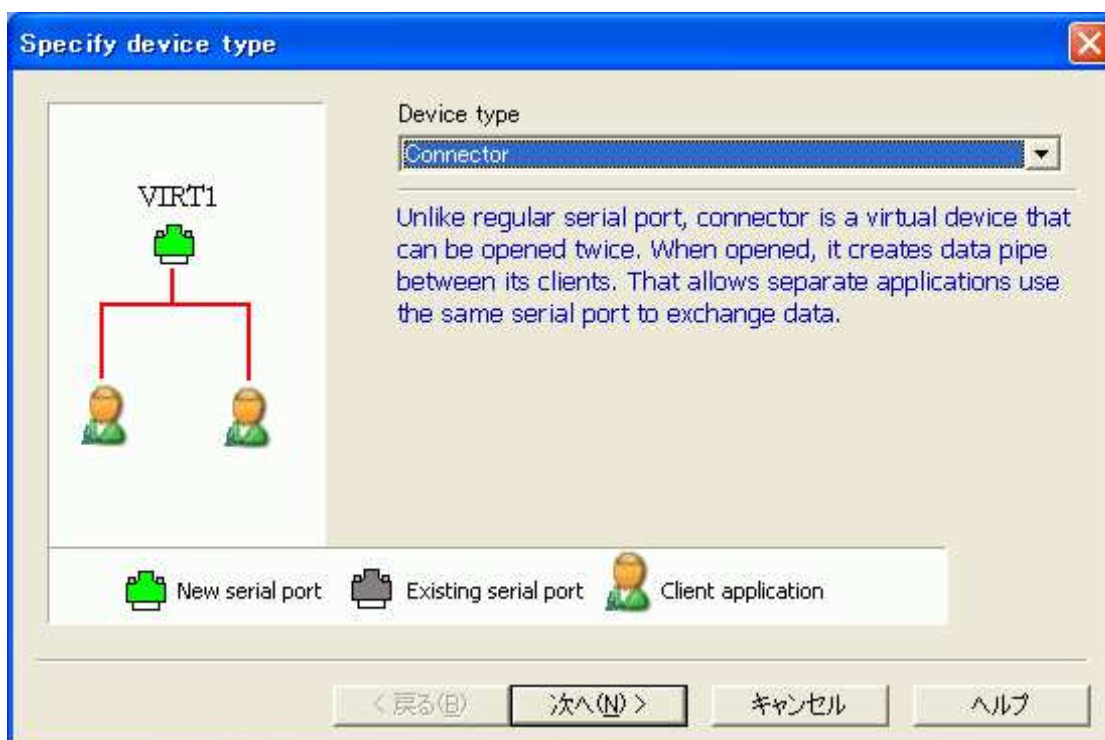 Specify device type
Device type
Connector
VIRT1
Unlike regular serial port, connector is a virtual device that
can be opened twice. When opened, it creates data pipe
between its clients. That allows separate applications use
the same serial port to exchange data.
New serial port Existing serial port Client application
< 戻る(B) 次へ(N) > キャンセル ヘルプ